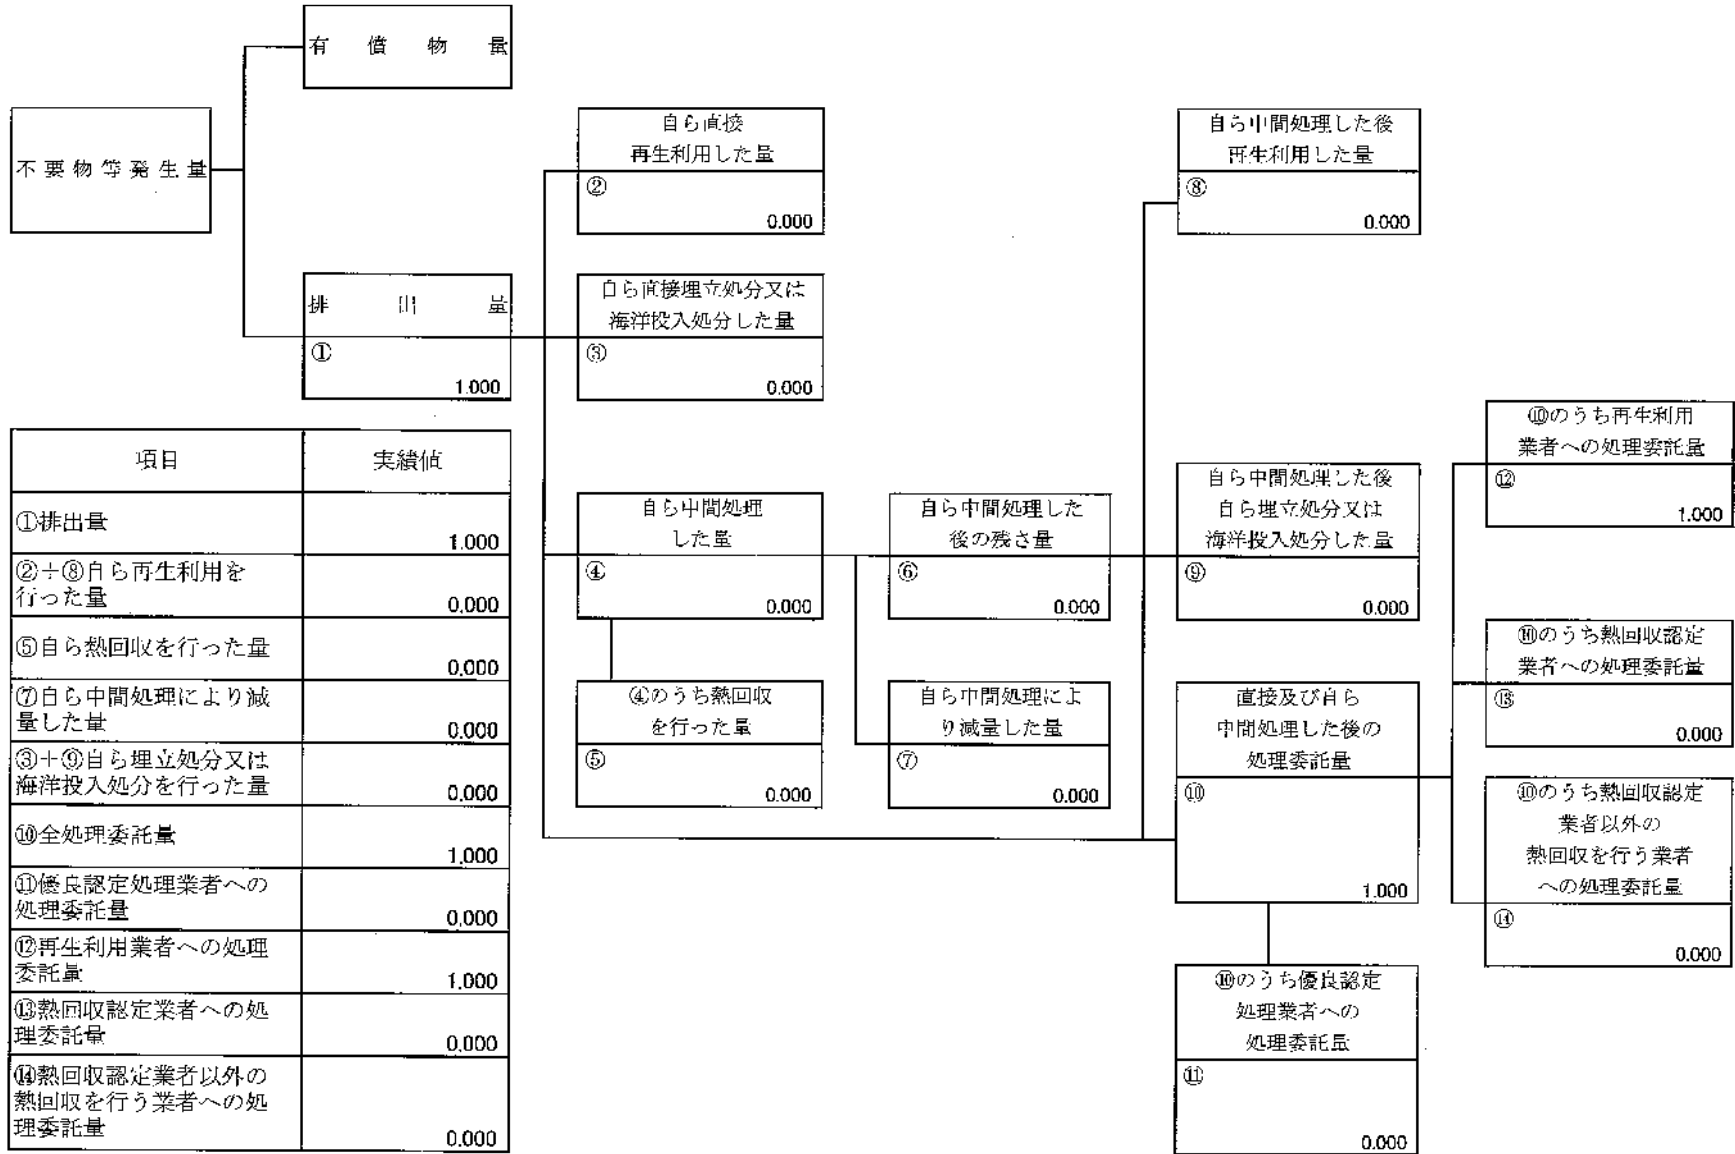 有償物量
不要物等発生量
自ら直接
再生利用した量
②
0.000
自ら中間処理した後
再生利用した量
⑧
0.000
排出量
①
1.000
自ら直接埋立処分又は
海洋投入処分した量
③
0.000
項目 実績値
①排出量
1.000
②+⑧自ら再生利用を
行った量
0.000
⑤自ら熱回収を行った量
0.000
⑦自ら中間処理により減
量した量
0.000
③+⑨自ら埋立処分又は
海洋投入処分を行った量
0.000
⑩全処理委託量
1.000
⑪優良認定処理業者への
処理委託量
0.000
⑫再生利用業者への処理
委託量
1.000
⑬熱回収認定業者への処
理委託量
0.000
⑭熱回収認定業者以外の
熱回収を行う業者への処
理委託量
0.000
自ら中間処理
した量
④
0.000
④のうち熱回収
を行った量
⑤
0.000
自ら中間処理した
後の残さ量
⑥
0.000
自ら中間処理によ
り減量した量
⑦
0.000
自ら中間処理した後
自ら埋立処分又は
海洋投入処分した量
⑨
0.000
直接及び自ら
中間処理した後の
処理委託量
⑩
1.000
⑩のうち優良認定
処理業者への
処理委託量
⑪
0.000
⑩のうち再生利用
業者への処理委託量
⑫
1.000
⑩のうち熱回収認定
業者への処理委託量
⑬
0.000
⑩のうち熱回収認定
業者以外の
熱回収を行う業者
への処理委託量
⑭
0.000